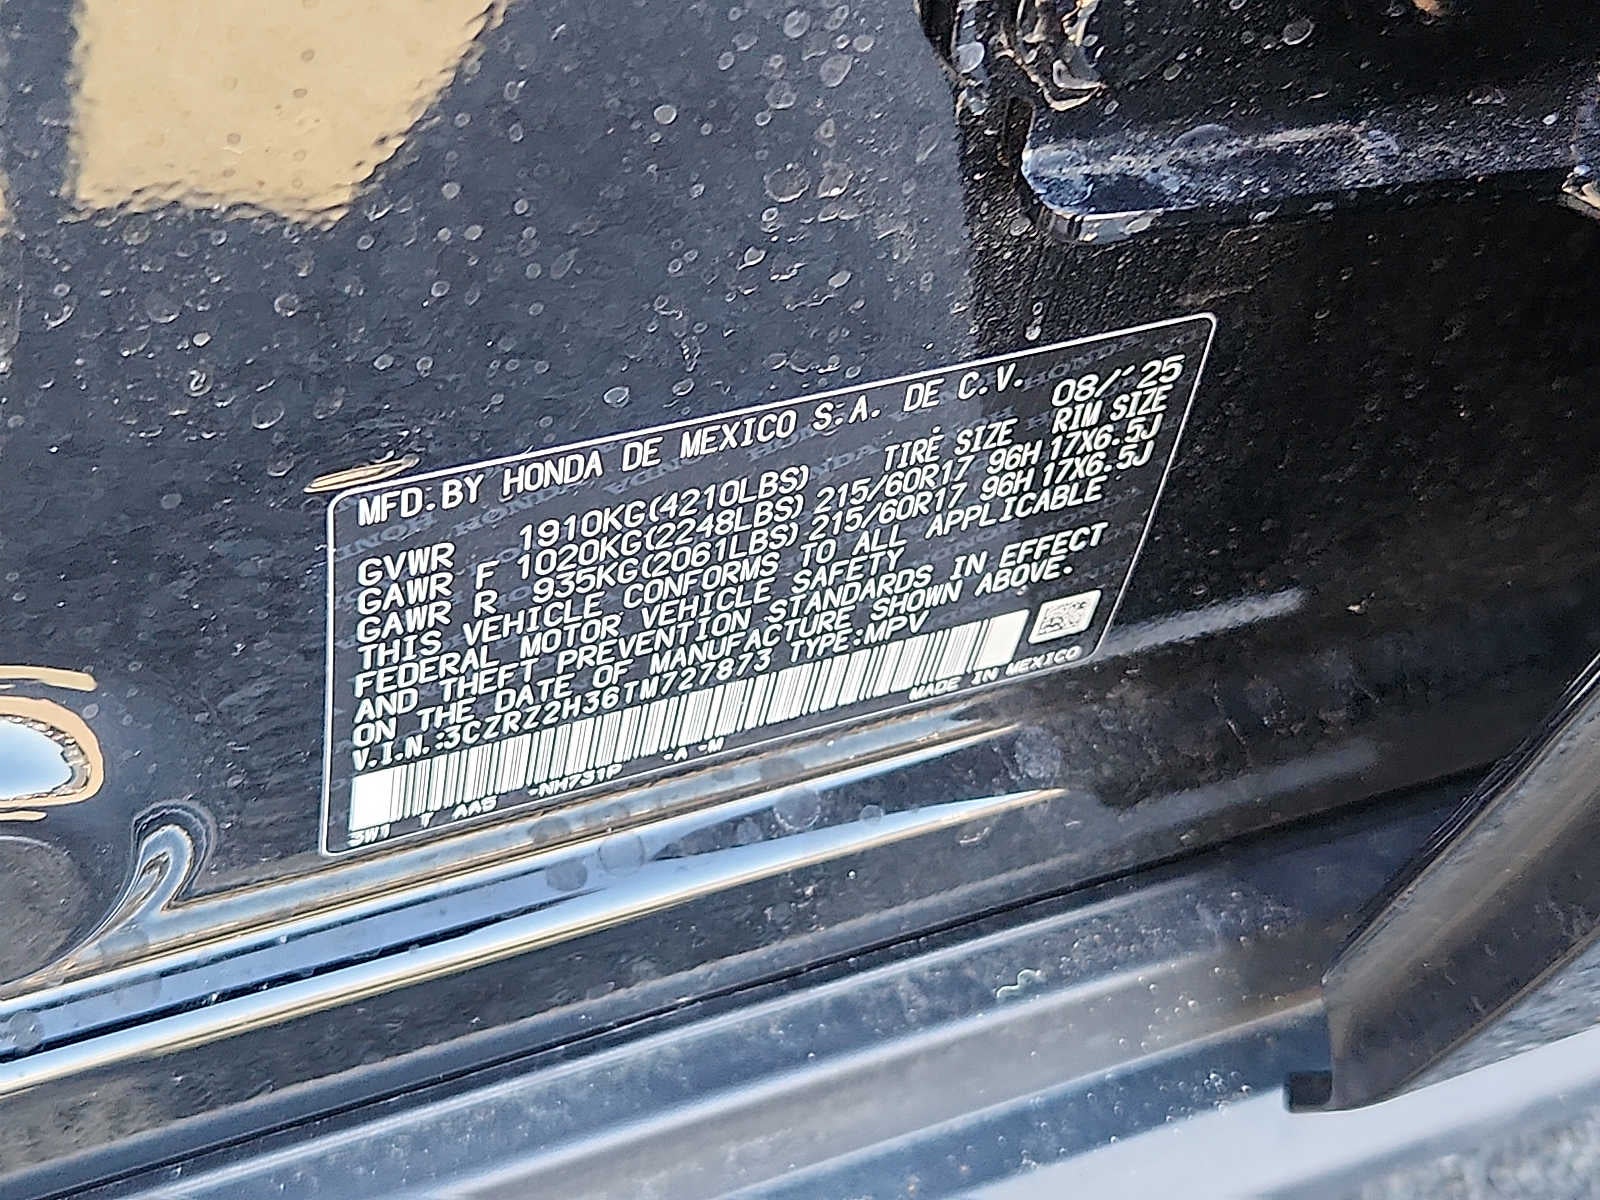 MFD.BY HONDA DE MEXICO S.A. DE C.V. 08/'25
TIRE SIZE RIM SIZE
GVWR 1910KG(4210LBS)
GAWR F 1020KG(2248LBS) 215/60R17 96H 17X6.5J
GAWR R 935KG(2061LBS) 215/60R17 96H 17X6.5J
THIS VEHICLE CONFORMS TO ALL APPLICABLE
FEDERAL MOTOR VEHICLE SAFETY
AND THEFT PREVENTION STANDARDS IN EFFECT
ON THE DATE OF MANUFACTURE SHOWN ABOVE.
V.I.N.:3CZRZ2H36TM727873 TYPE:MPV
MADE IN MEXICO
3W1 T AA5 -NH731P -A -M